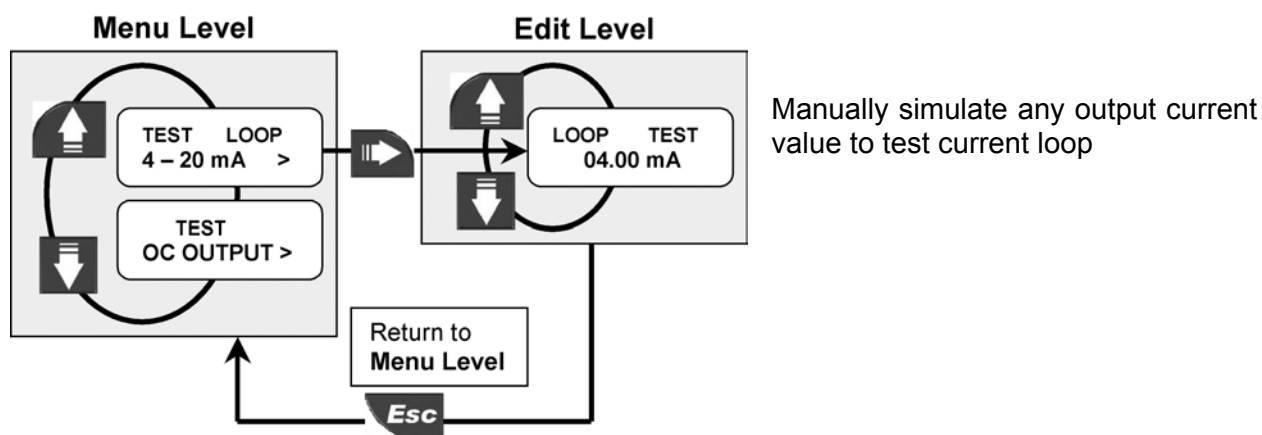 Menu Level
Edit Level
TEST LOOP
4 – 20 mA >
TEST
OC OUTPUT >
LOOP TEST
04.00 mA
Return to
Menu Level
Esc
Manually simulate any output current
value to test current loop